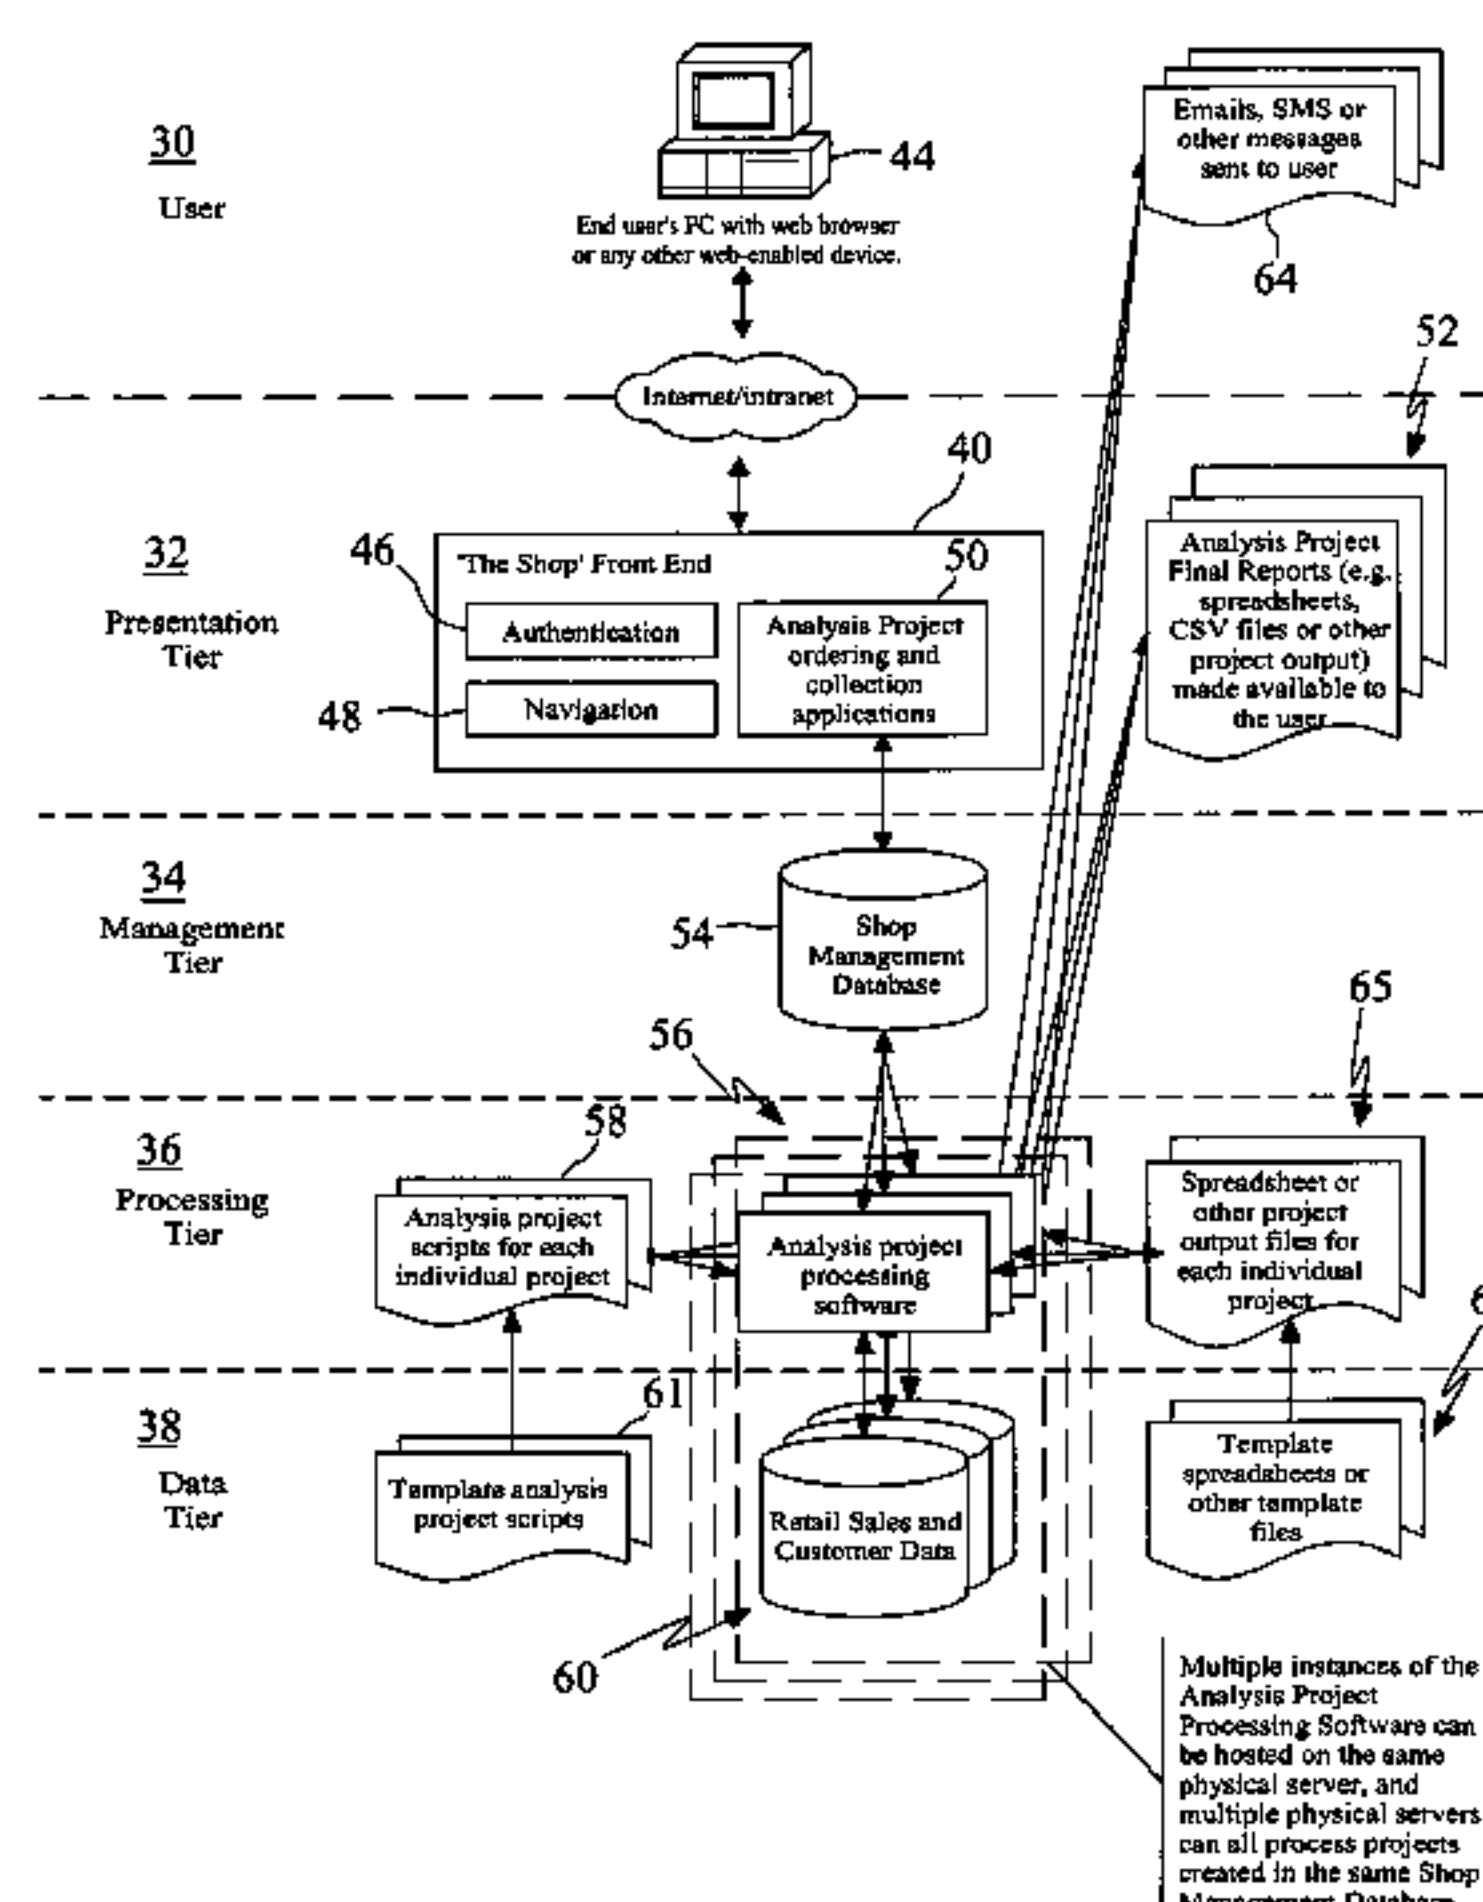 30
User
44
End user's PC with web browser
or any other web-enabled device.
Emails, SMS or
other messages
sent to user
64
52
Internet/intranet
40
32
Presentation
Tier
46
'The Shop' Front End
50
Authentication
Navigation
48
Analysis Project
ordering and
collection
applications
Analysis Project
Final Reports (e.g.
spreadsheets,
CSV files or other
project output)
made available to
the user
34
Management
Tier
54
Shop
Management
Database
65
56
36
Processing
Tier
58
Analysis project
scripts for each
individual project
Analysis project
processing
software
Spreadsheet or
other project
output files for
each individual
project
38
Data
Tier
61
Template analysis
project scripts
Retail Sales and
Customer Data
Template
spreadsheets or
other template
files
60
Multiple instances of the
Analysis Project
Processing Software can
be hosted on the same
physical server, and
multiple physical servers
can all process projects
created in the same Shop
Management Database